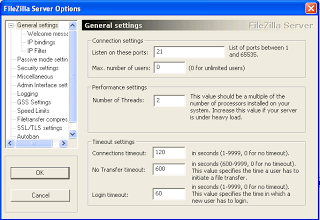 FileZilla Server Options
General settings
Welcome messa
IP bindings
IP Filter
Passive mode settin
Security settings
Miscellaneous
Admin Interface sett
Logging
GSS Settings
Speed Limits
Filetransfer compres
SSL/TLS settings
Autoban
OK
Cancel
General settings
FileZilla Server
Connection settings
Listen on these ports:
21
List of ports between 1
and 65535.
Max. number of users:
0
(0 for unlimited users)
Performance settings
Number of Threads:
2
This value should be a multiple of the
number of processors installed on your
system. Increase this value if your server
is under heavy load.
Timeout settings
Connections timeout:
120
in seconds (1-9999, 0 for no timeout).
No Transfer timeout:
600
in seconds (600-9999, 0 for no timeout).
This value specifies the time a user has to
initiate a file transfer.
Login timeout:
60
in seconds (1-9999, 0 for no timeout).
This value specifies the time in which a
new user has to login.